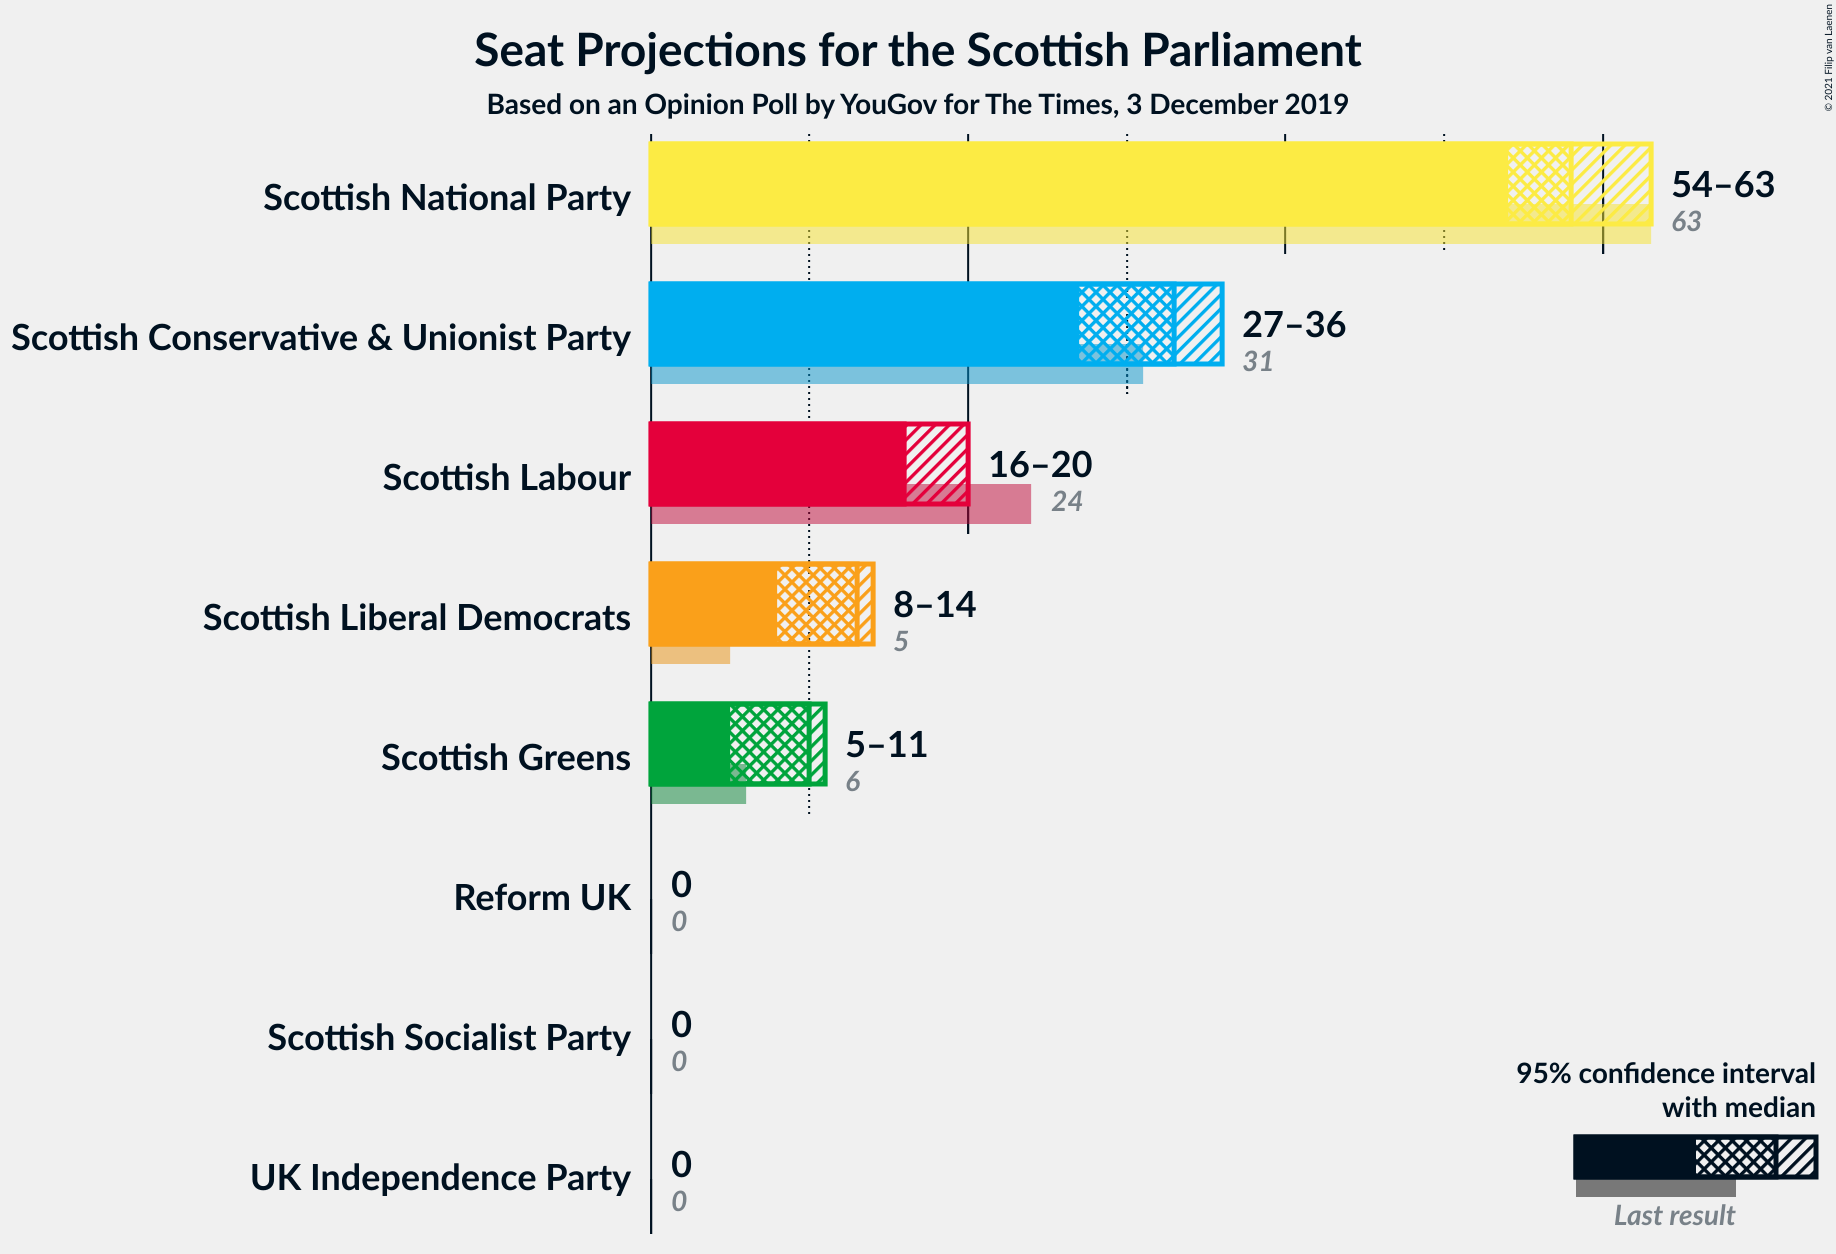 Seat Projections for the Scottish Parliament
Based on an Opinion Poll by YouGov for The Times, 3 December 2019
© 2021 Filip van Laenen
Scottish National Party
54–63
63
Scottish Conservative & Unionist Party
27–36
31
Scottish Labour
16–20
24
Scottish Liberal Democrats
8–14
5
Scottish Greens
5–11
6
Reform UK
0
0
Scottish Socialist Party
0
0
UK Independence Party
0
0
95% confidence interval
with median
Last result